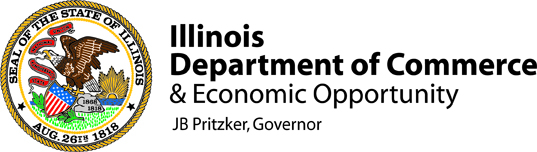 SEAL OF THE STATE OF ILLINOIS
AUG. 26TH 1818
1868
1818
Illinois
Department of Commerce
& Economic Opportunity
JB Pritzker, Governor